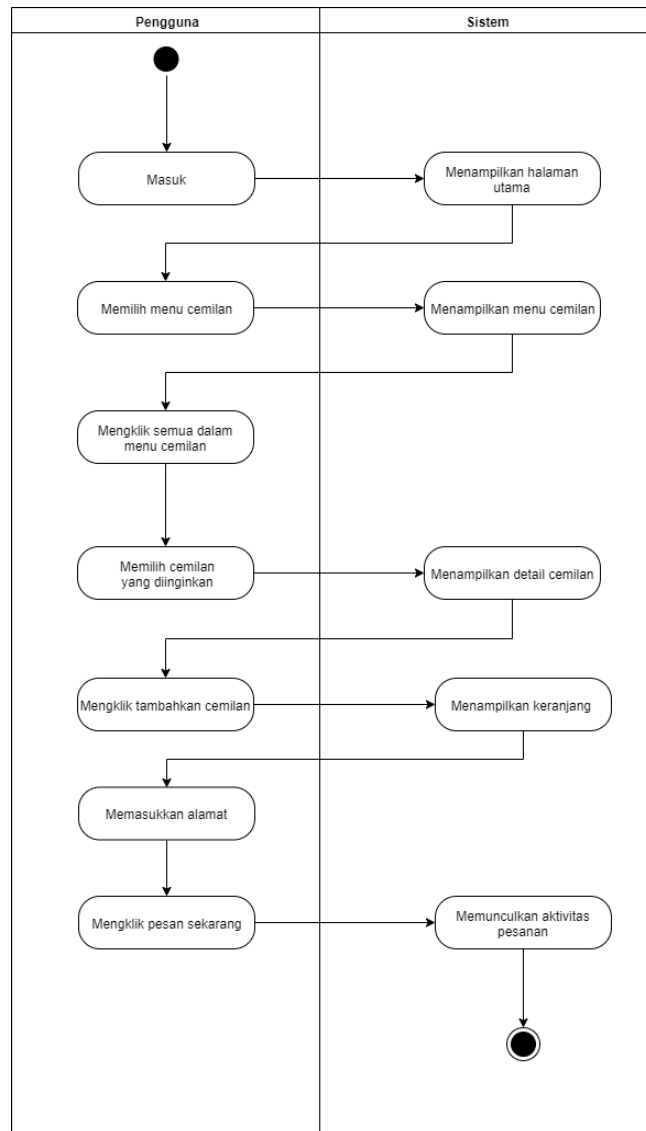 Pengguna
Sistem
Masuk
Menampilkan halaman
utama
Memilih menu cemilan
Menampilkan menu cemilan
Mengklik semua dalam
menu cemilan
Memilih cemilan
yang diinginkan
Menampilkan detail cemilan
Mengklik tambahkan cemilan
Menampilkan keranjang
Memasukkan alamat
Mengklik pesan sekarang
Memunculkan aktivitas
pesanan